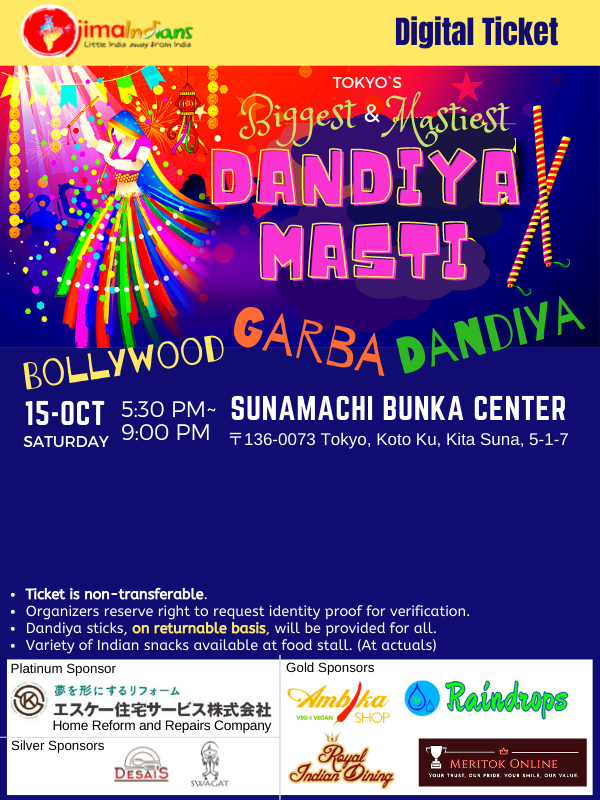 OjimaIndians
Little India away from India
Digital Ticket
TOKYO`S
Biggest & Mastiest
DANDIYA
MASTI
BOLLYWOOD GARBA DANDIYA
15-OCT
SATURDAY
5:30 PM~
9:00 PM
SUNAMACHI BUNKA CENTER
〒136-0073 Tokyo, Koto Ku, Kita Suna, 5-1-7
• Ticket is non-transferable.
• Organizers reserve right to request identity proof for verification.
• Dandiya sticks, on returnable basis, will be provided for all.
• Variety of Indian snacks available at food stall. (At actuals)
Platinum Sponsor
夢を形にするリフォーム
エスケー住宅サービス株式会社
Home Reform and Repairs Company
Gold Sponsors
Ambika
VEG & VEGAN SHOP
Raindrops
Royal
Indian Dining
MERITOK ONLINE
YOUR TRUST, OUR PRIDE. YOUR SMILE, OUR VALUE.
Silver Sponsors
DESAI'S
SWAGAT